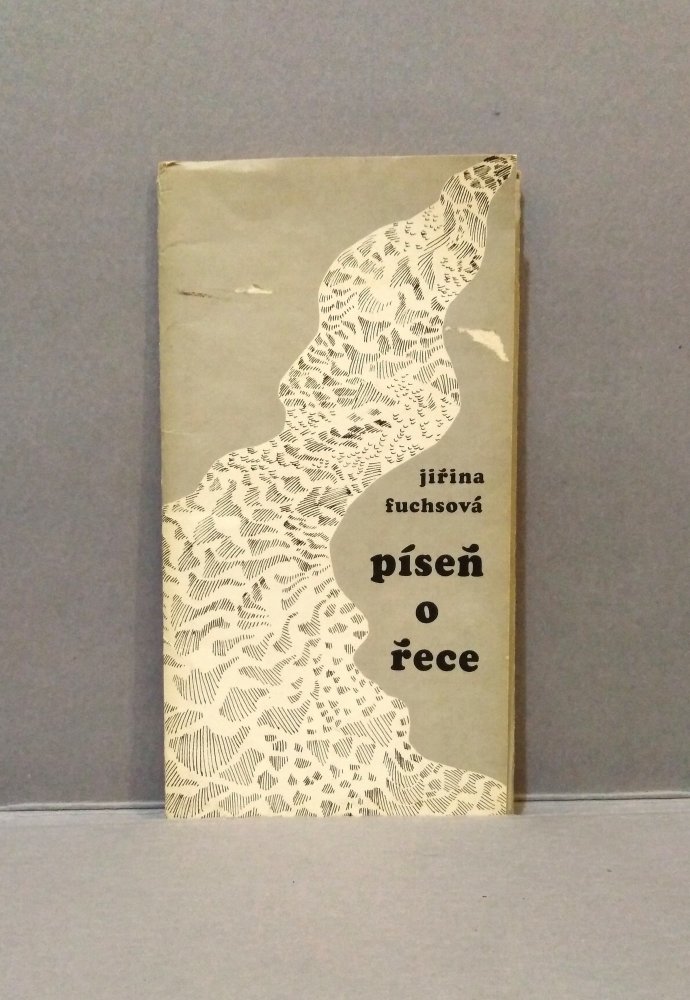 jiřina
fuchsová
píseň
o
řece